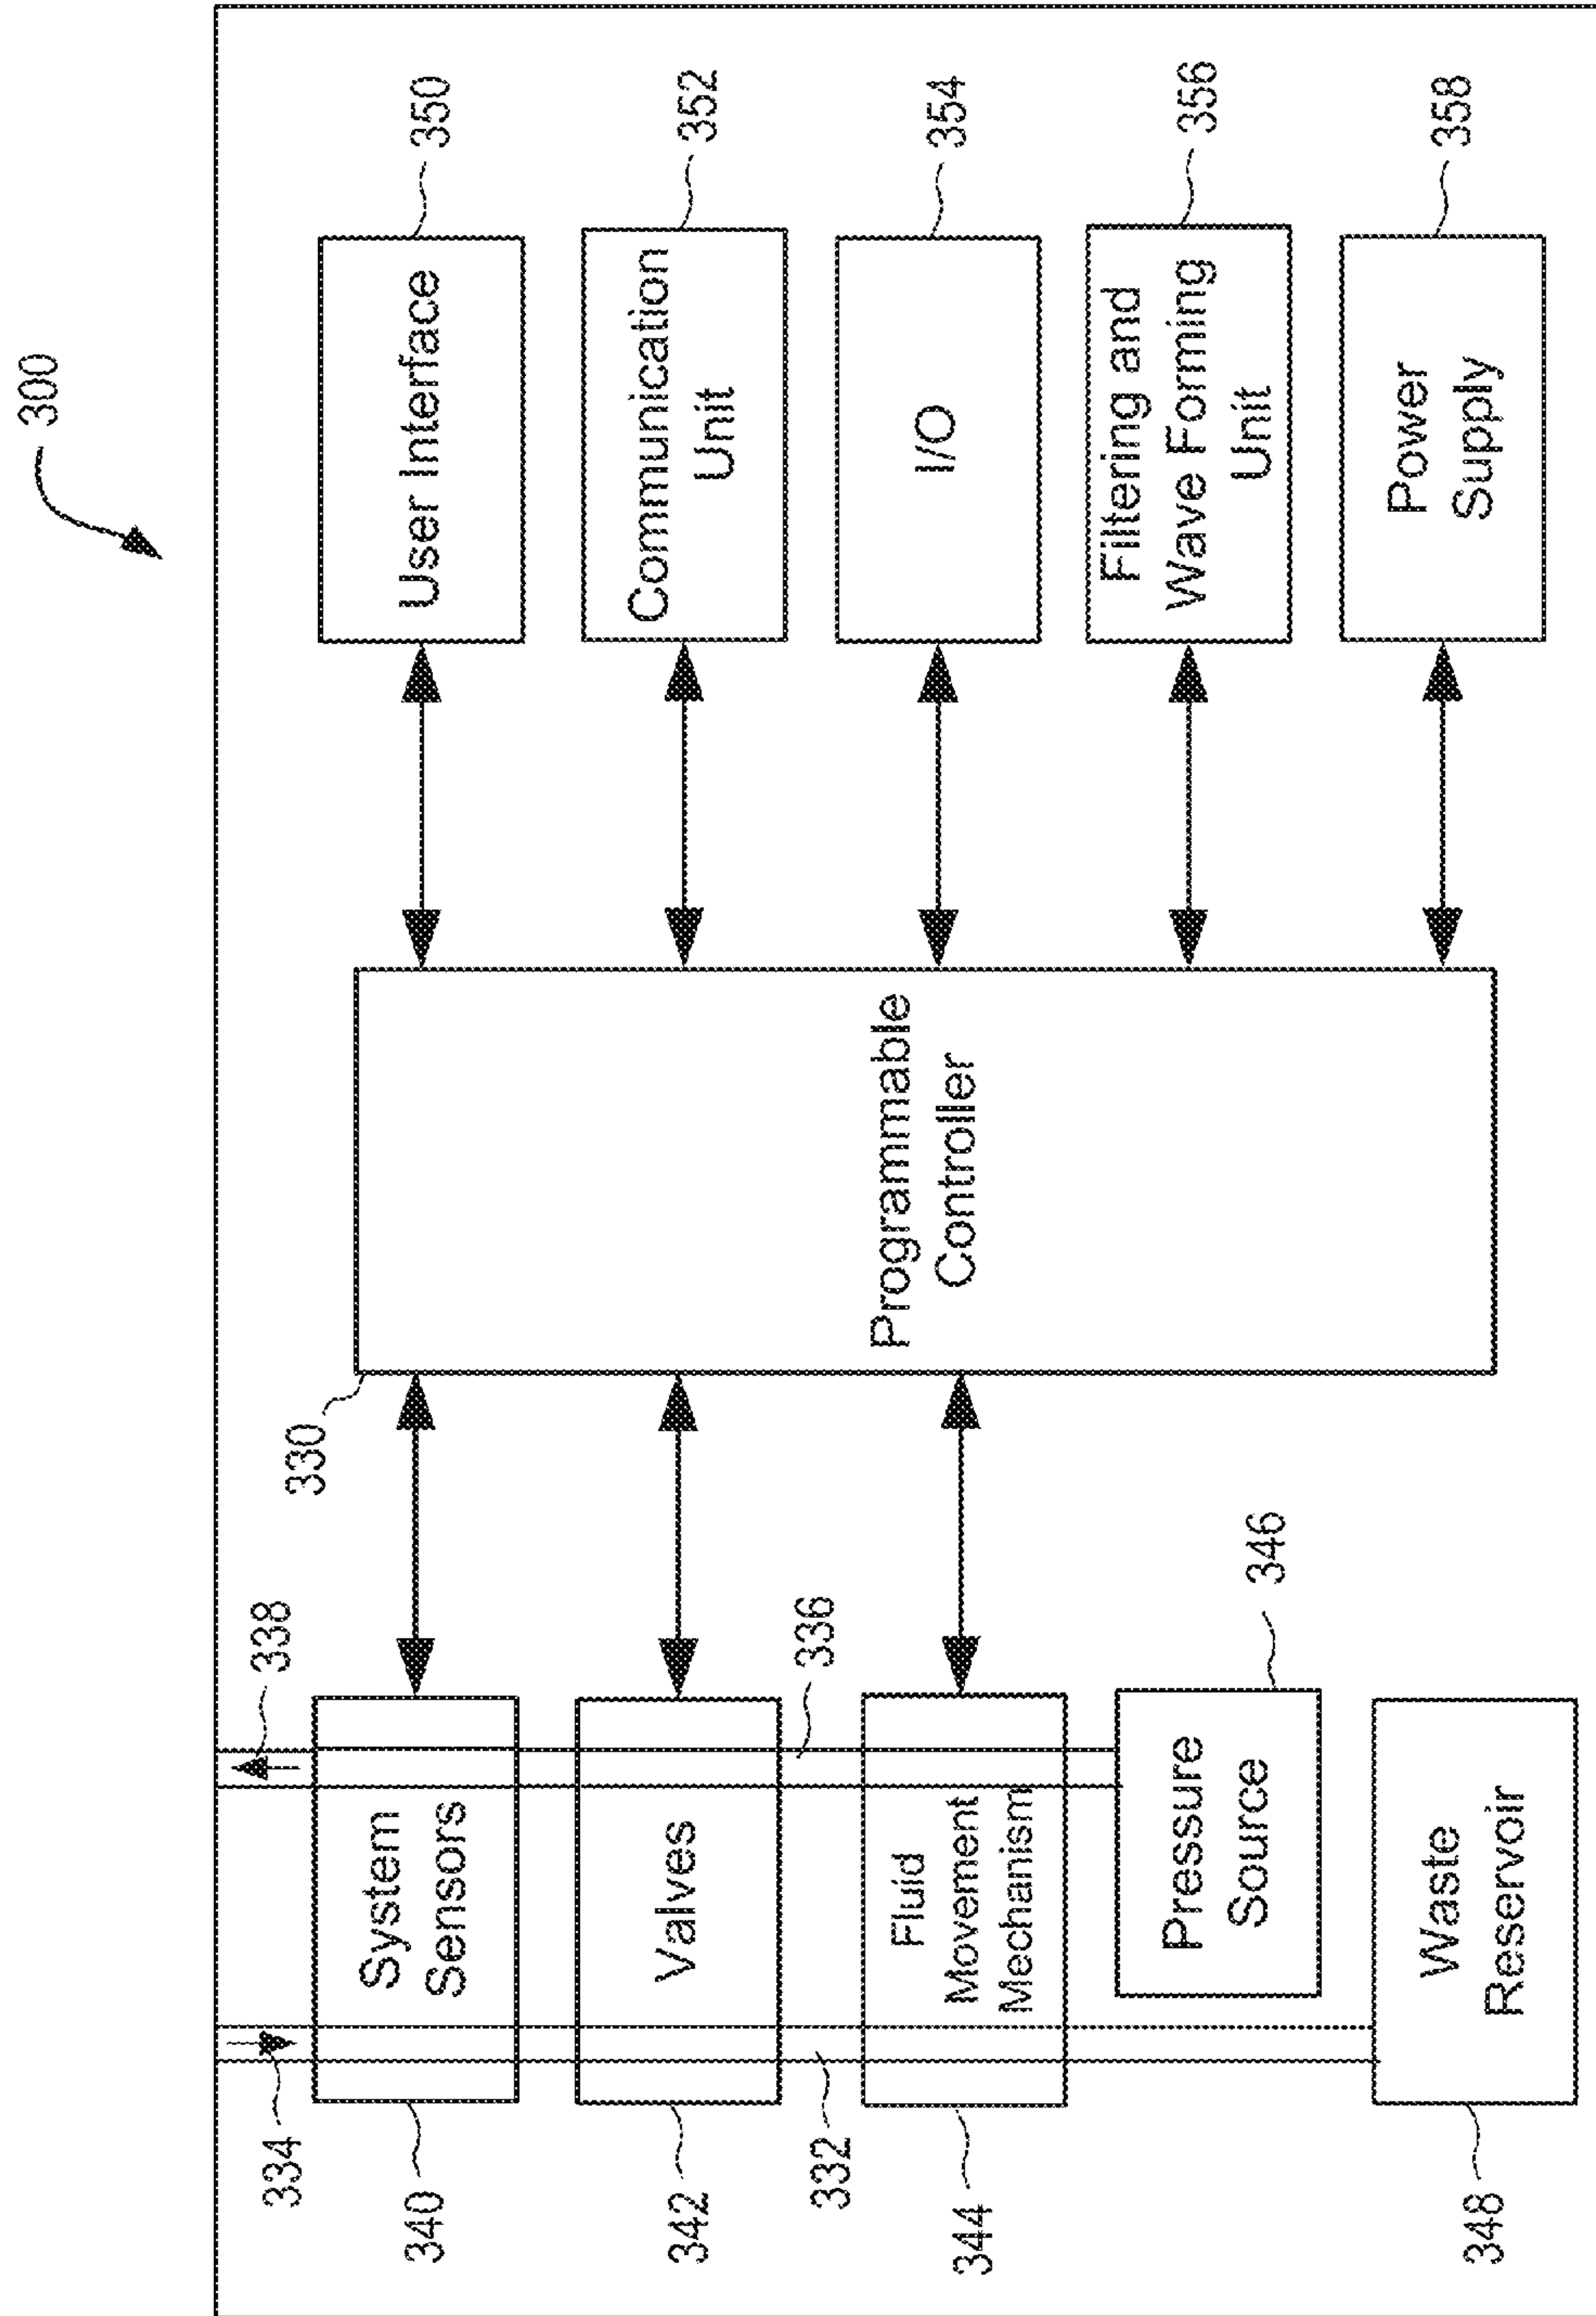 300
334
338
340
System
Sensors
330
350
User Interface
342
Valves
352
Communication
Unit
332
336
Programmable
Controller
354
I/O
344
Fluid
Movement
Mechanism
356
Filtering and
Wave Forming
Unit
346
Pressure
Source
358
Power
Supply
348
Waste
Reservoir